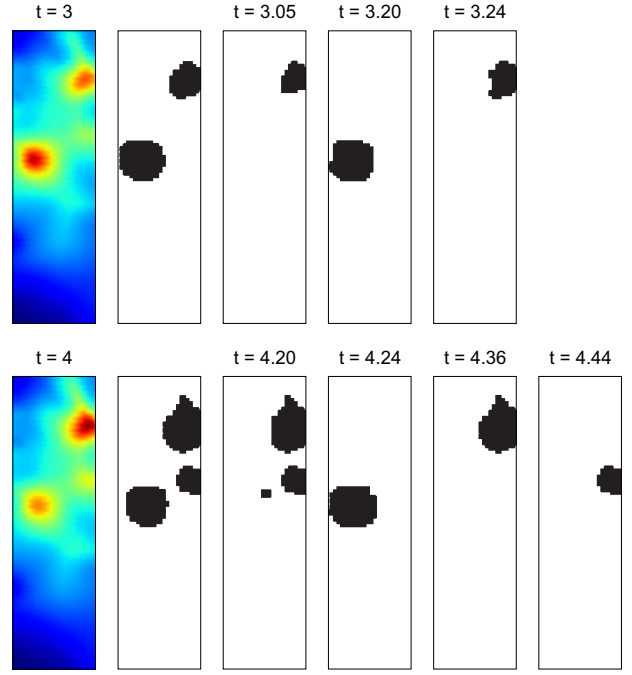 t = 3 t = 3.05 t = 3.20 t = 3.24
t = 4 t = 4.20 t = 4.24 t = 4.36 t = 4.44